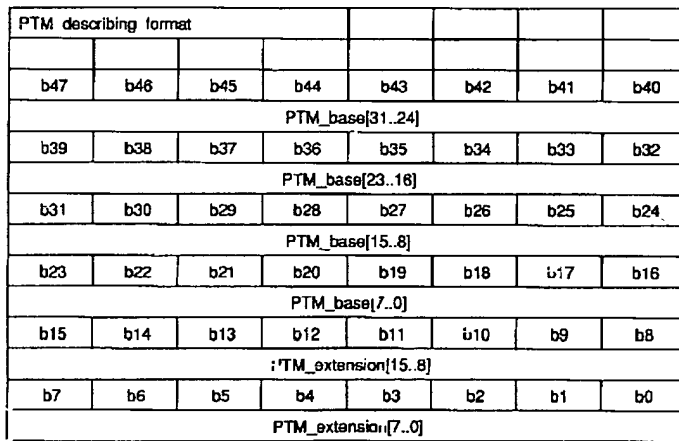 PTM describing format
b47 b46 b45 b44 b43 b42 b41 b40
PTM_base[31..24]
b39 b38 b37 b36 b35 b34 b33 b32
PTM_base[23..16]
b31 b30 b29 b28 b27 b26 b25 b24
PTM_base[15..8]
b23 b22 b21 b20 b19 b18 b17 b16
PTM_base[7..0]
b15 b14 b13 b12 b11 b10 b9 b8
PTM_extension[15..8]
b7 b6 b5 b4 b3 b2 b1 b0
PTM_extension[7..0]